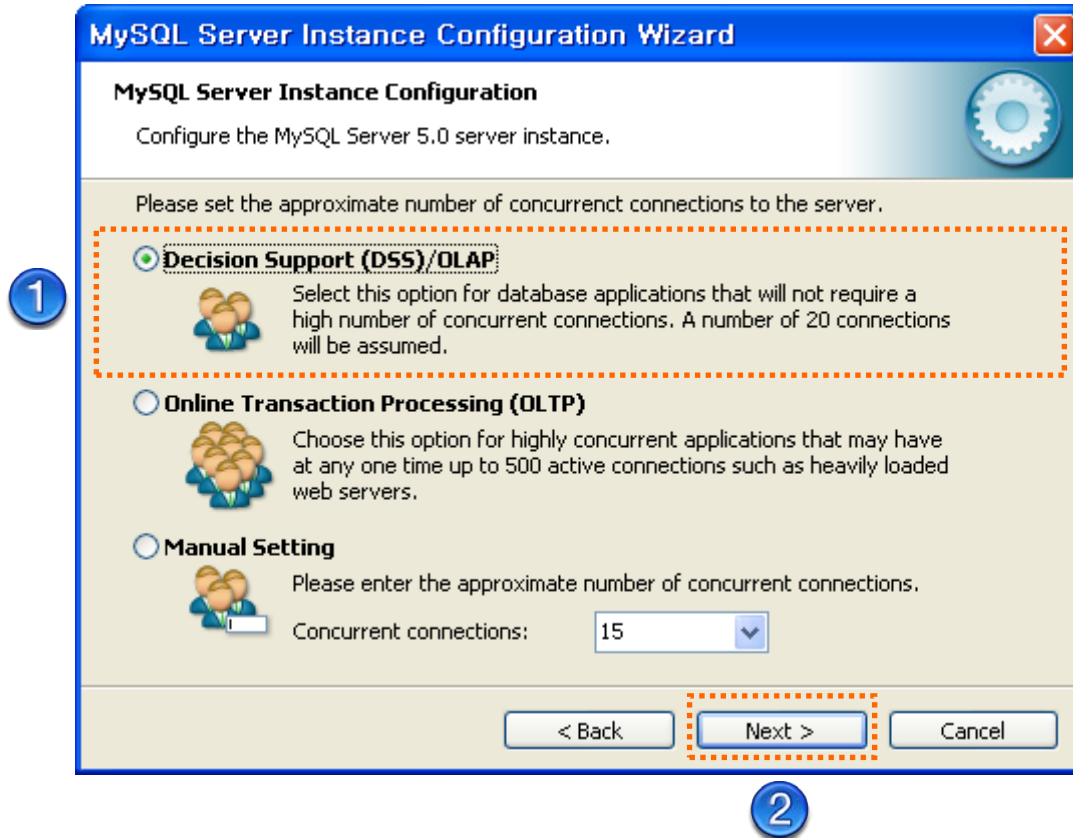 MySQL Server Instance Configuration Wizard
MySQL Server Instance Configuration
Configure the MySQL Server 5.0 server instance.
Please set the approximate number of concurrenct connections to the server.
1
Decision Support (DSS)/OLAP
Select this option for database applications that will not require a
high number of concurrent connections. A number of 20 connections
will be assumed.
Online Transaction Processing (OLTP)
Choose this option for highly concurrent applications that may have
at any one time up to 500 active connections such as heavily loaded
web servers.
Manual Setting
Please enter the approximate number of concurrent connections.
Concurrent connections: 15
< Back Next > Cancel
2